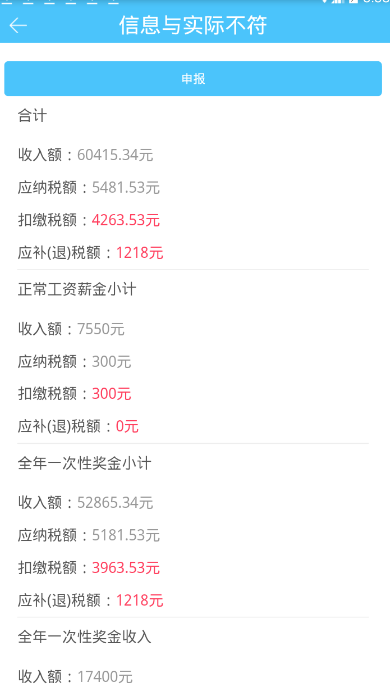 信息与实际不符
申报
合计
收入额：60415.34元
应纳税额：5481.53元
扣缴税额：4263.53元
应补(退)税额：1218元
正常工资薪金小计
收入额：7550元
应纳税额：300元
扣缴税额：300元
应补(退)税额：0元
全年一次性奖金小计
收入额：52865.34元
应纳税额：5181.53元
扣缴税额：3963.53元
应补(退)税额：1218元
全年一次性奖金收入
收入额：17400元